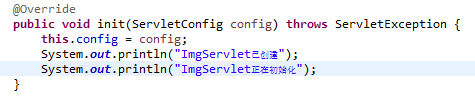 @Override
public void init(ServletConfig config) throws ServletException {
this.config = config;
System.out.println("ImgServlet已创建");
System.out.println("ImgServlet正在初始化");
}